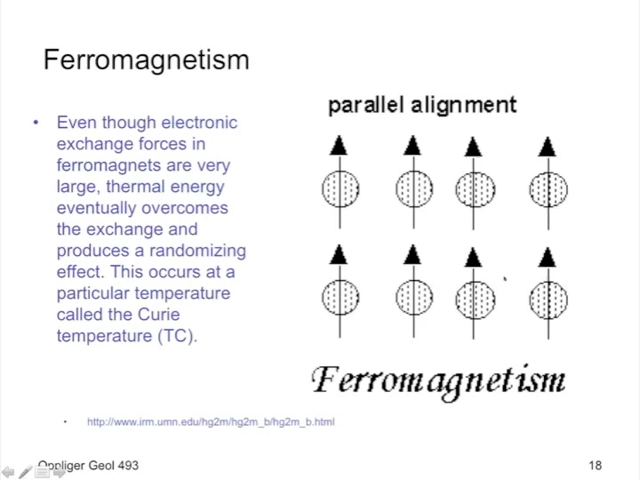 Ferromagnetism
• Even though electronic
exchange forces in
ferromagnets are very
large, thermal energy
eventually overcomes
the exchange and
produces a randomizing
effect. This occurs at a
particular temperature
called the Curie
temperature (TC).
parallel alignment
Ferromagnetism
• http://www.irm.umn.edu/hg2m/hg2m_b/hg2m_b.html
Oppliger Geol 493
18